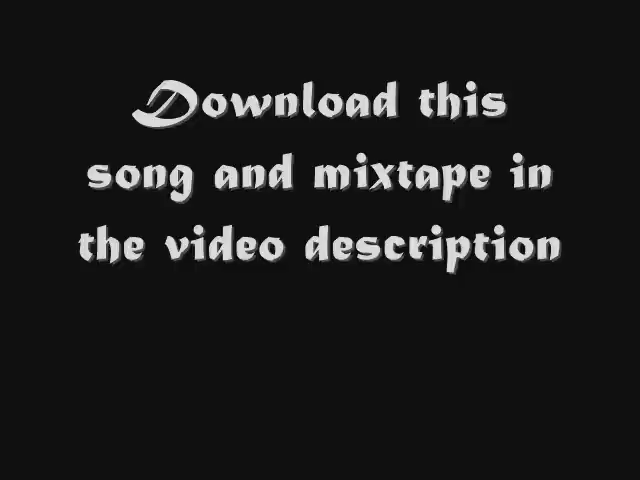 Download this
song and mixtape in
the video description